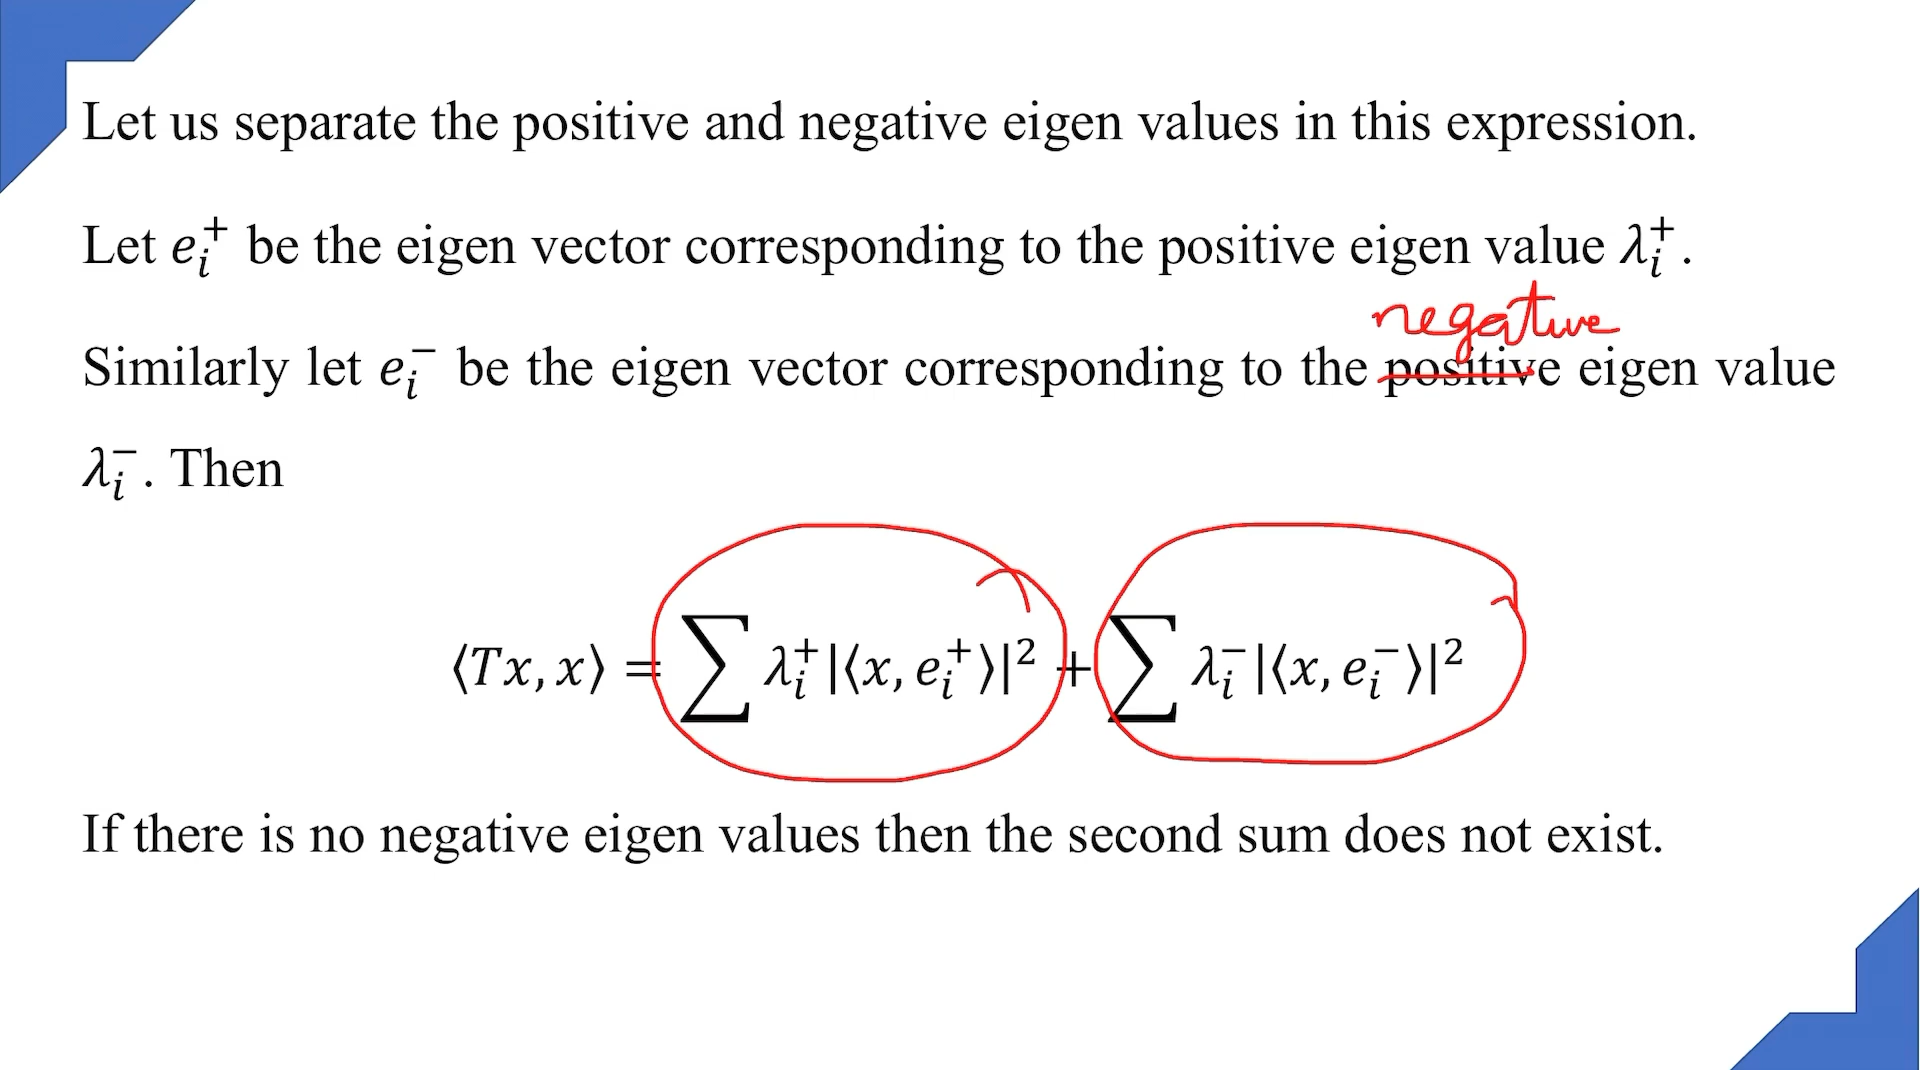 Let us separate the positive and negative eigen values in this expression.
Let e_i^+ be the eigen vector corresponding to the positive eigen value λ_i^+.
negative
Similarly let e_i^- be the eigen vector corresponding to the positive eigen value
λ_i^-. Then
⟨Tx, x⟩ = ∑ λ_i^+ |⟨x, e_i^+⟩|^2 + ∑ λ_i^- |⟨x, e_i^-⟩|^2
If there is no negative eigen values then the second sum does not exist.